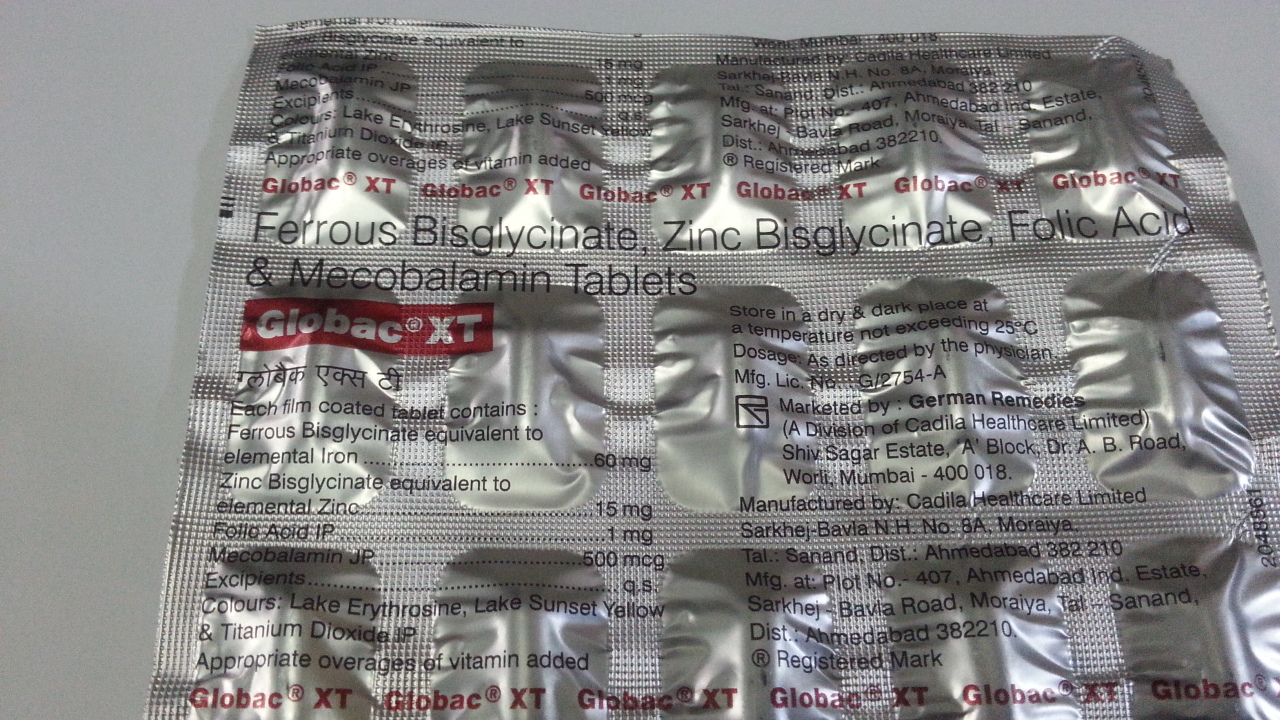 elemental Iron
Bisglycinate equivalent to
elemental Zinc 15 mg
Folic Acid IP 1 mg
Mecobalamin JP 500 mcg
Excipients q.s.
Colours: Lake Erythrosine, Lake Sunset Yellow
& Titanium Dioxide IP
Appropriate overages of vitamin added
Worli, Mumbai - 400 018.
Manufactured by: Cadila Healthcare Limited
Sarkhej-Bavla N.H. No. 8A, Moraiya.
Tal.: Sanand, Dist.: Ahmedabad 382 210
Mfg. at: Plot No.- 407, Ahmedabad Ind. Estate,
Sarkhej - Bavla Road, Moraiya, Tal - Sanand,
Dist.: Ahmedabad 382210.
® Registered Mark
Globac® XT Globac® XT Globac® XT Globac® XT Globac® XT Globac® XT
Ferrous Bisglycinate, Zinc Bisglycinate, Folic Acid
& Mecobalamin Tablets
Globac® XT
ग्लोबैक एक्स टी
Each film coated tablet contains :
Ferrous Bisglycinate equivalent to
elemental Iron ........................................60 mg
Zinc Bisglycinate equivalent to
elemental Zinc........................................15 mg
Folic Acid IP........................................1 mg
Mecobalamin JP........................................500 mcg
Excipients........................................q.s.
Colours: Lake Erythrosine, Lake Sunset Yellow
& Titanium Dioxide IP
Appropriate overages of vitamin added
Store in a dry & dark place at
a temperature not exceeding 25°C
Dosage: As directed by the physician.
Mfg. Lic. No. : G/2754-A
Marketed by : German Remedies
(A Division of Cadila Healthcare Limited)
Shiv Sagar Estate, 'A' Block, Dr. A. B. Road,
Worli, Mumbai - 400 018.
Manufactured by: Cadila Healthcare Limited
Sarkhej-Bavla N.H. No. 8A, Moraiya.
Tal.: Sanand, Dist.: Ahmedabad 382 210
Mfg. at: Plot No.- 407, Ahmedabad Ind. Estate,
Sarkhej - Bavla Road, Moraiya, Tal - Sanand,
Dist.: Ahmedabad 382210.
® Registered Mark
2048861
Globac® XT Globac® XT Globac® XT Globac® XT Globac® XT Globac®